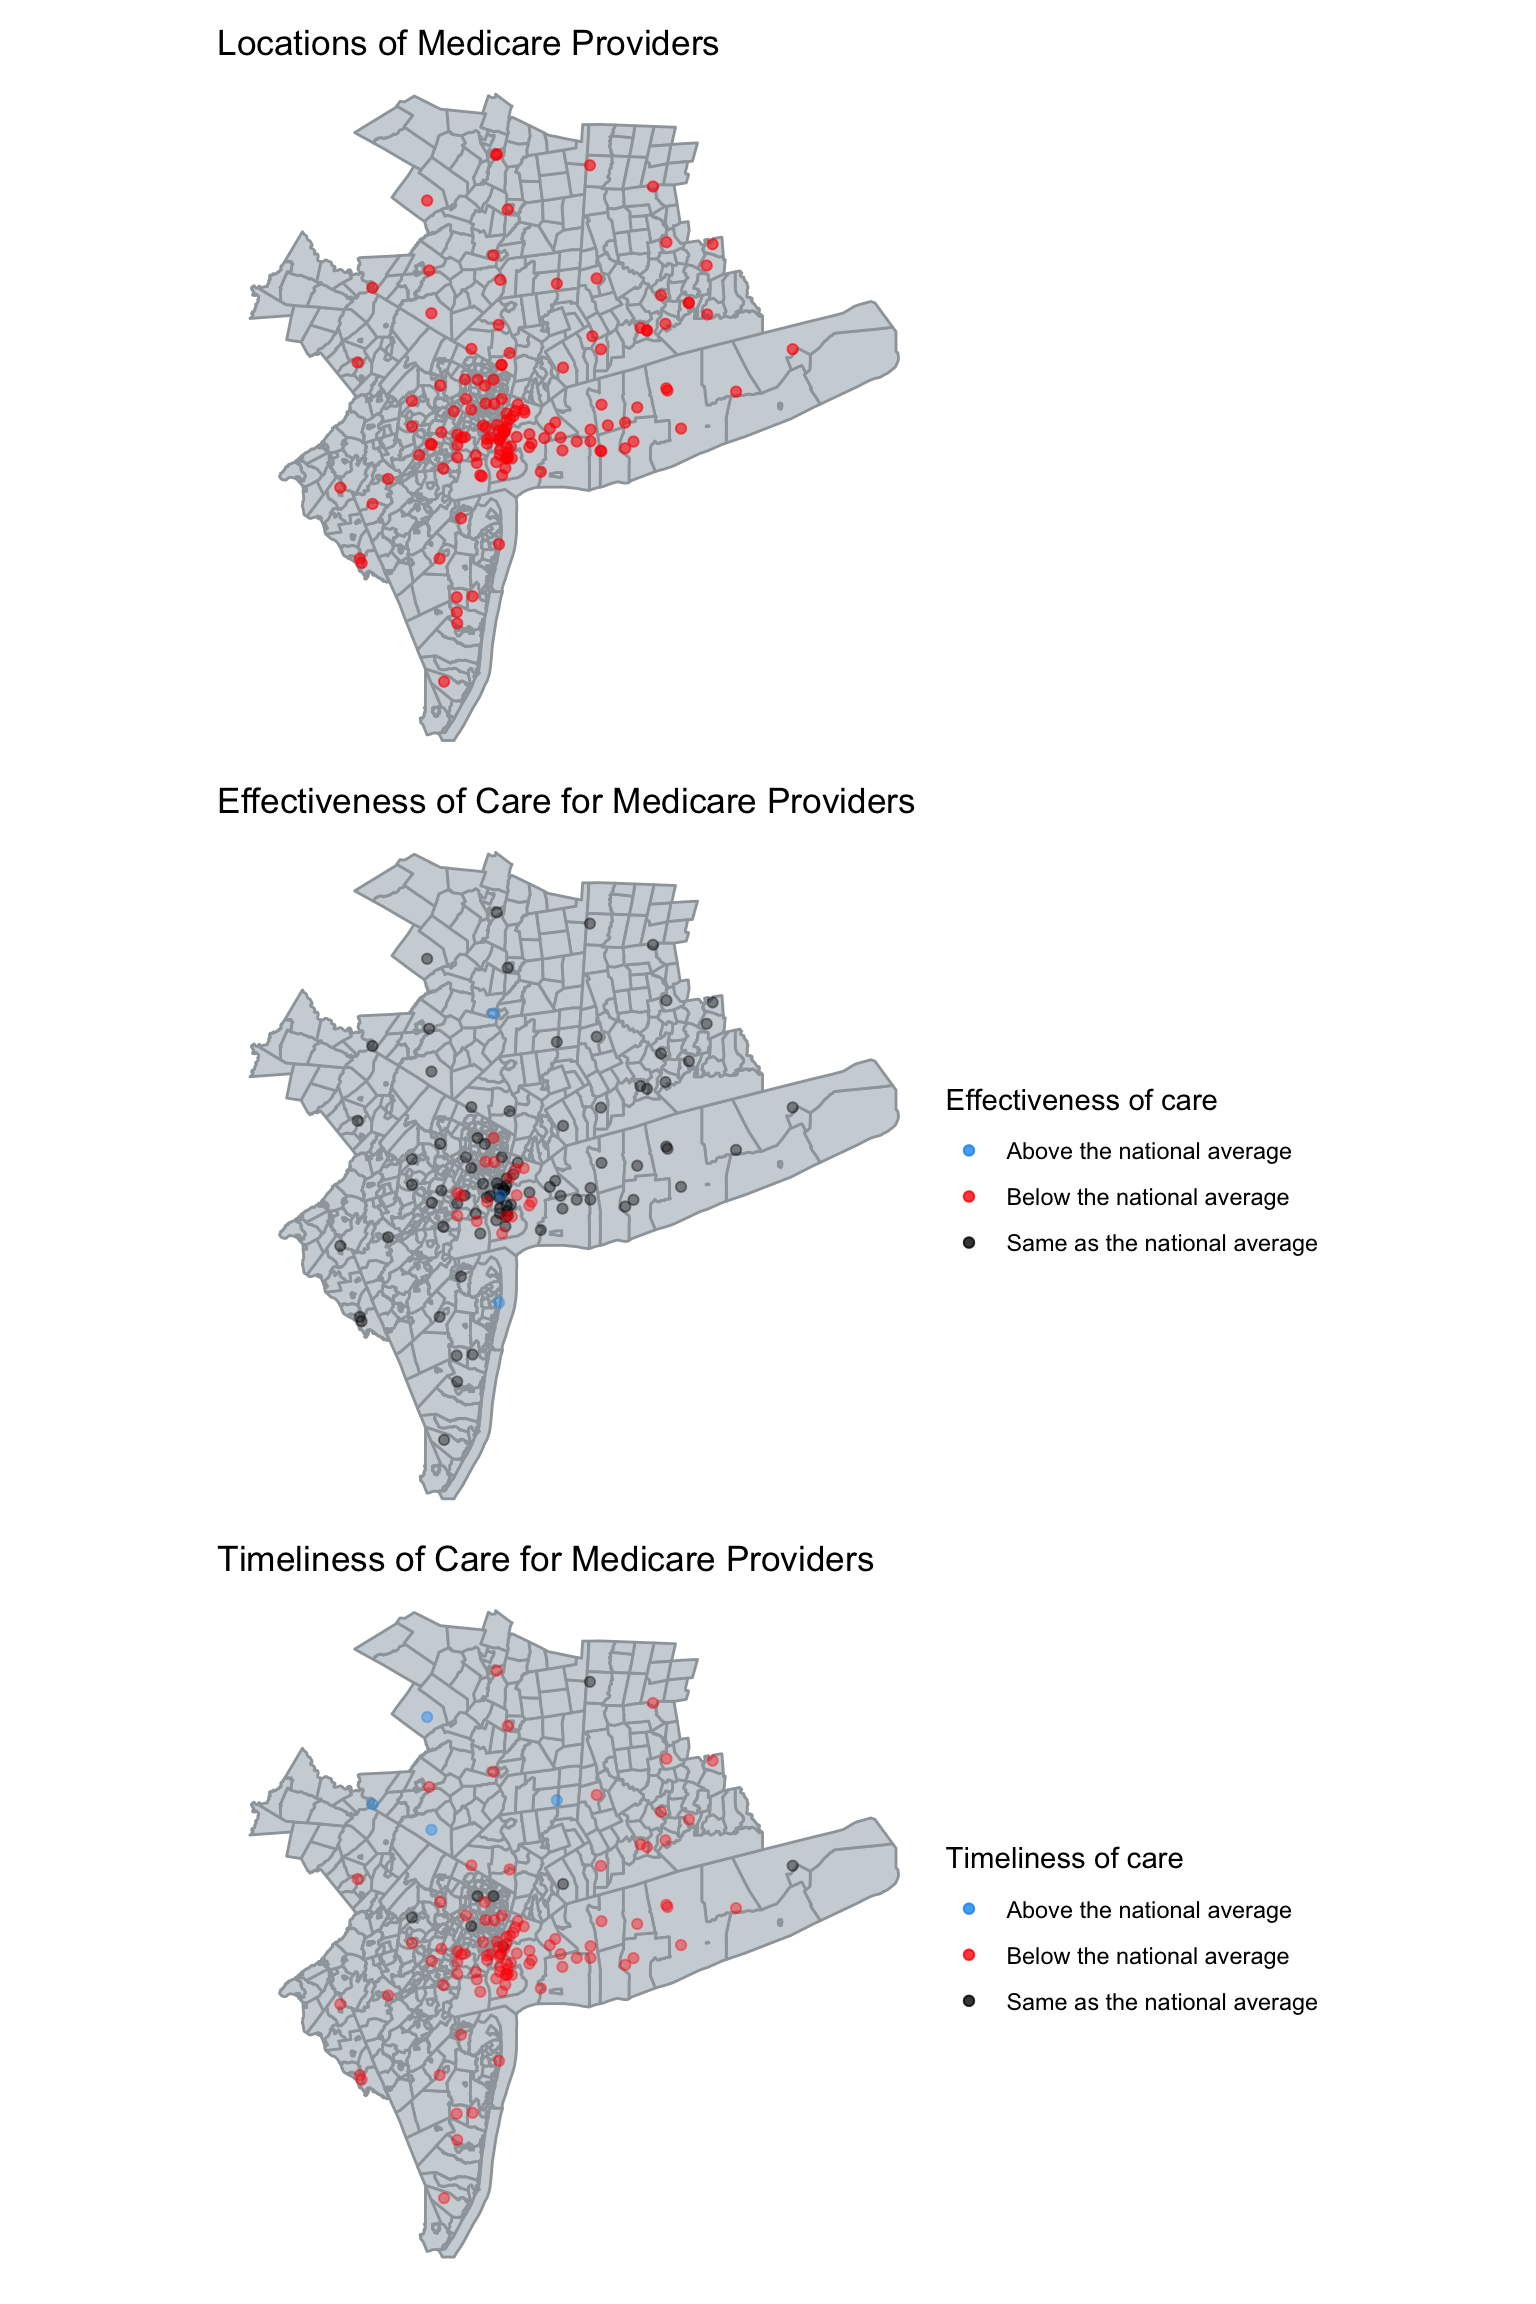 Locations of Medicare Providers
Effectiveness of Care for Medicare Providers
Effectiveness of care
Above the national average
Below the national average
Same as the national average
Timeliness of Care for Medicare Providers
Timeliness of care
Above the national average
Below the national average
Same as the national average